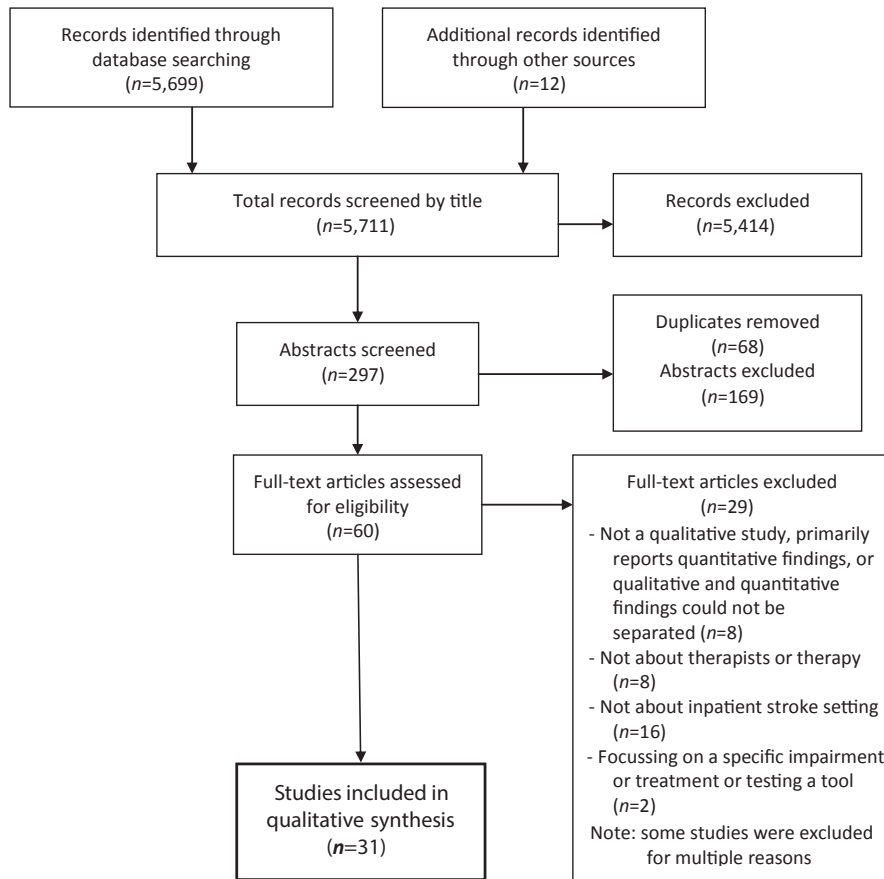 Records identified through
database searching
(n=5,699)
Additional records identified
through other sources
(n=12)
Total records screened by title
(n=5,711)
Records excluded
(n=5,414)
Abstracts screened
(n=297)
Duplicates removed
(n=68)
Abstracts excluded
(n=169)
Full-text articles assessed
for eligibility
(n=60)
Full-text articles excluded
(n=29)
- Not a qualitative study, primarily
reports quantitative findings, or
qualitative and quantitative
findings could not be
separated (n=8)
- Not about therapists or therapy
(n=8)
- Not about inpatient stroke setting
(n=16)
- Focussing on a specific impairment
or treatment or testing a tool
(n=2)
Note: some studies were excluded
for multiple reasons
Studies included in
qualitative synthesis
(n=31)